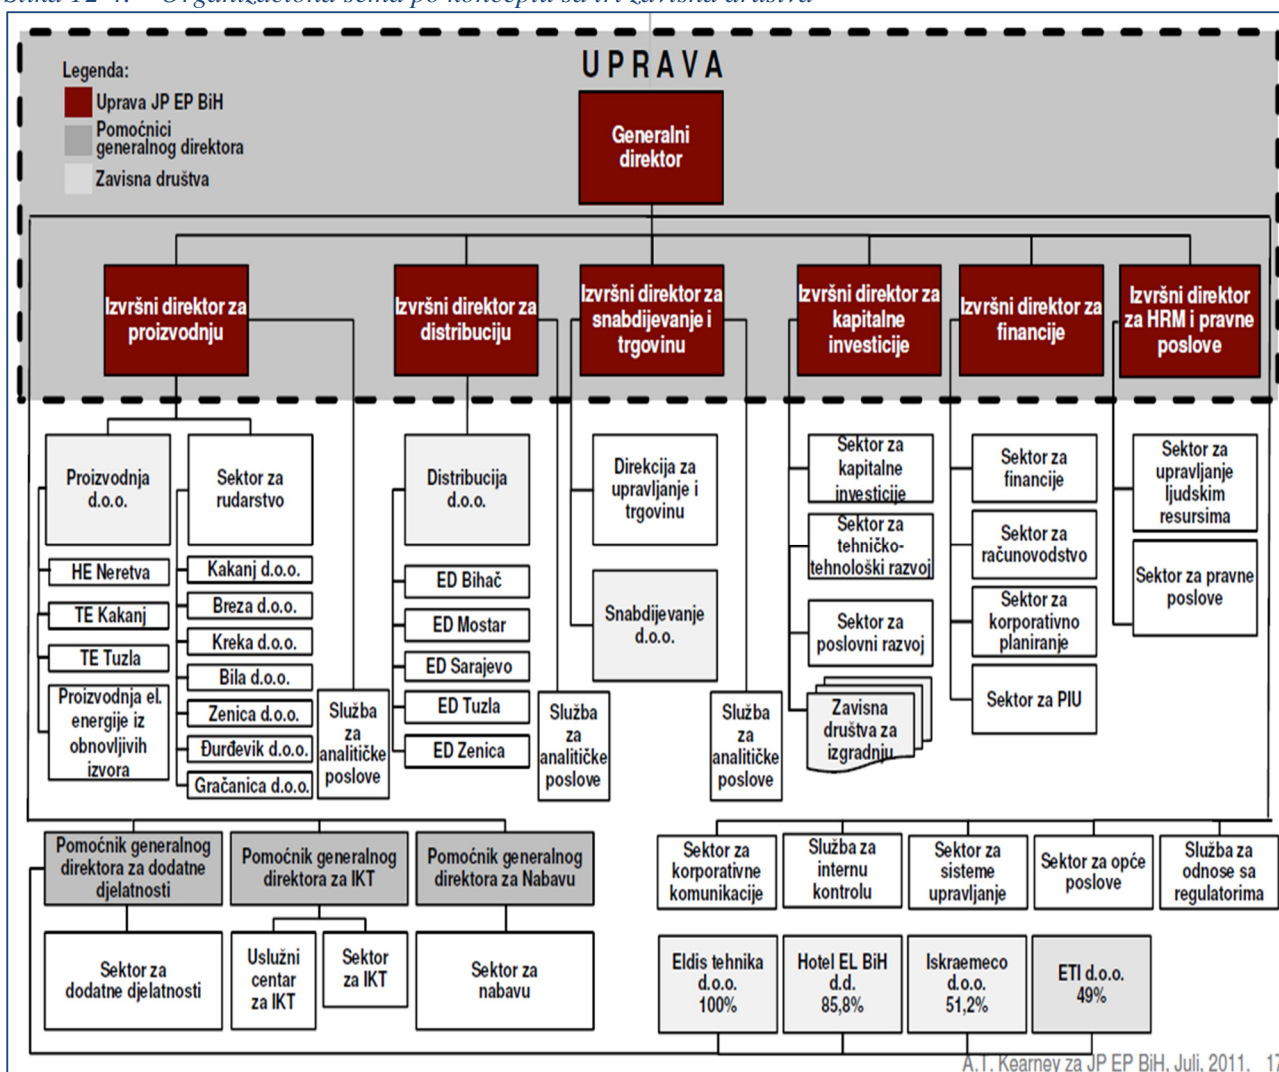 Slika 12-4. Organizaciona šema po konceptu sa tri zavisna društva
UPRAVA
Legenda:
Uprava JP EP BiH
Pomoćnici
generalnog direktora
Zavisna društva
Generalni
direktor
Izvršni direktor za
proizvodnju
Izvršni direktor za
distribuciju
Izvršni direktor za
snabdijevanje i
trgovinu
Izvršni direktor za
kapitalne
investicije
Izvršni direktor za
financije
Izvršni direktor
za HRM i pravne
poslove
Proizvodnja
d.o.o.
HE Neretva
TE Kakanj
TE Tuzla
Proizvodnja el.
energije iz
obnovljivih
izvora
Sektor za
rudarstvo
Kakanj d.o.o.
Breza d.o.o.
Kreka d.o.o.
Bila d.o.o.
Zenica d.o.o.
Đurđevik d.o.o.
Gračanica d.o.o.
Služba
za
analitičke
poslove
Distribucija
d.o.o.
ED Bihać
ED Mostar
ED Sarajevo
ED Tuzla
ED Zenica
Služba
za
analitičke
poslove
Direkcija za
upravljanje i
trgovinu
Snabdijevanje
d.o.o.
Služba
za
analitičke
poslove
Sektor za
kapitalne
investicije
Sektor za
tehničko-
tehnološki razvoj
Sektor za
poslovni razvoj
Zavisna
društva za
izgradnju
Sektor za
financije
Sektor za
računovodstvo
Sektor za
korporativno
planiranje
Sektor za PIU
Sektor za
upravljanje
ljudskim
resursima
Sektor za pravne
poslove
Pomoćnik generalnog
direktora za dodatne
djelatnosti
Pomoćnik generalnog
direktora za IKT
Pomoćnik generalnog
direktora za Nabavu
Sektor za
dodatne djelatnosti
Uslužni
centar
za IKT
Sektor
za IKT
Sektor za
nabavu
Sektor za
korporativne
komunikacije
Služba za
internu
kontrolu
Sektor za
sisteme
upravljanje
Sektor za opće
poslove
Služba za
odnose sa
regulatorima
Eldis tehnika
d.o.o.
100%
Hotel EL BiH
d.d.
85,8%
Iskraemeco
d.o.o.
51,2%
ETI d.o.o.
49%
A.T. Kearney za JP EP BiH, Juli, 2011. 17